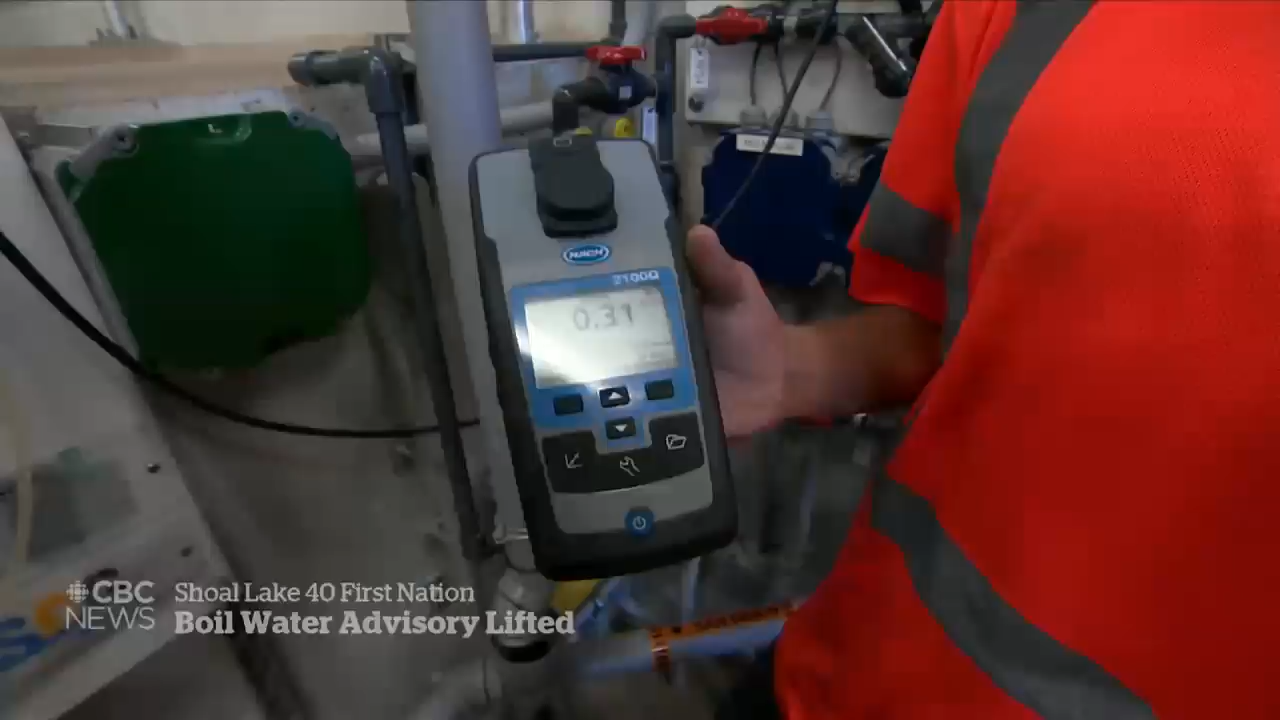 HACH
2100Q
0.31
CBC
NEWS
Shoal Lake 40 First Nation
Boil Water Advisory Lifted